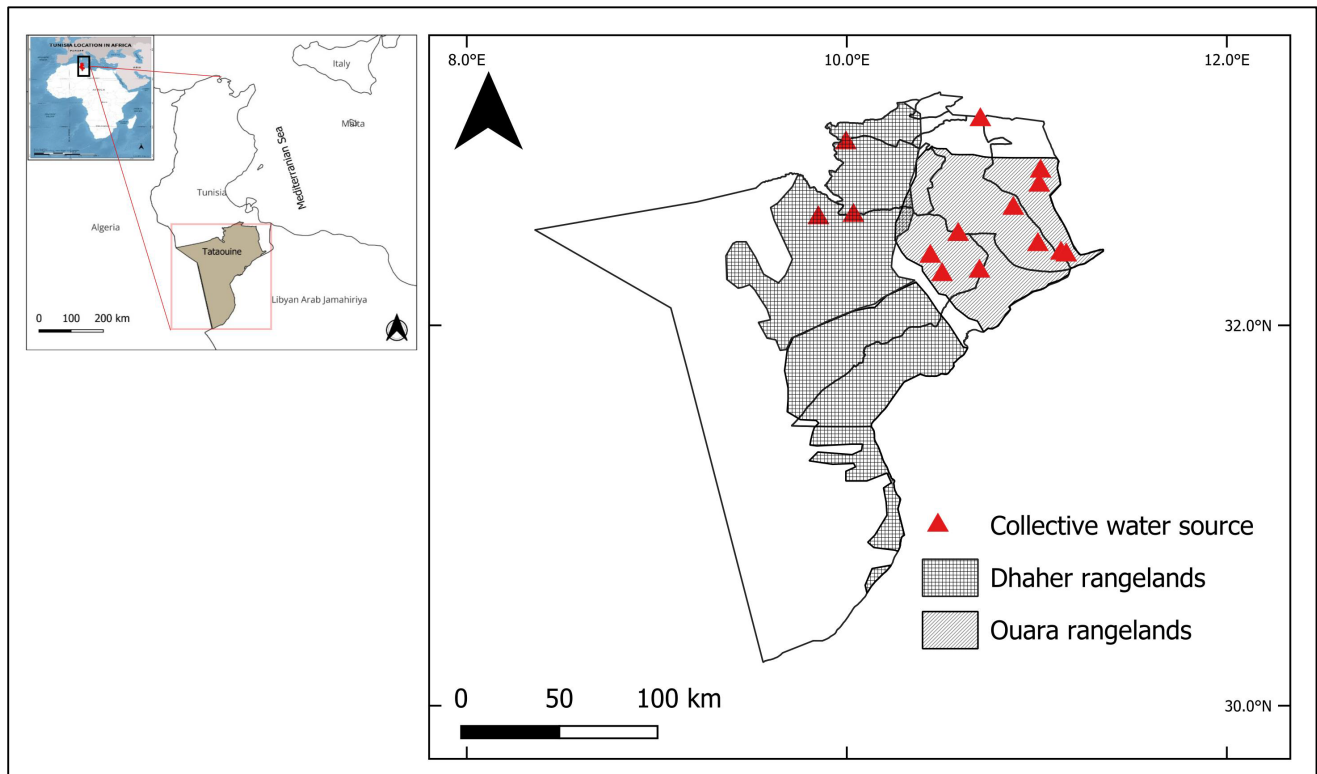 TUNISIA LOCATION IN AFRICA
Italy
Malta
Mediterranian Sea
Tunisia
Algeria
Tataouine
Libyan Arab Jamahiriya
0 100 200 km
8.0°E 10.0°E 12.0°E
32.0°N
30.0°N
Collective water source
Dhaher rangelands
Ouara rangelands
0 50 100 km